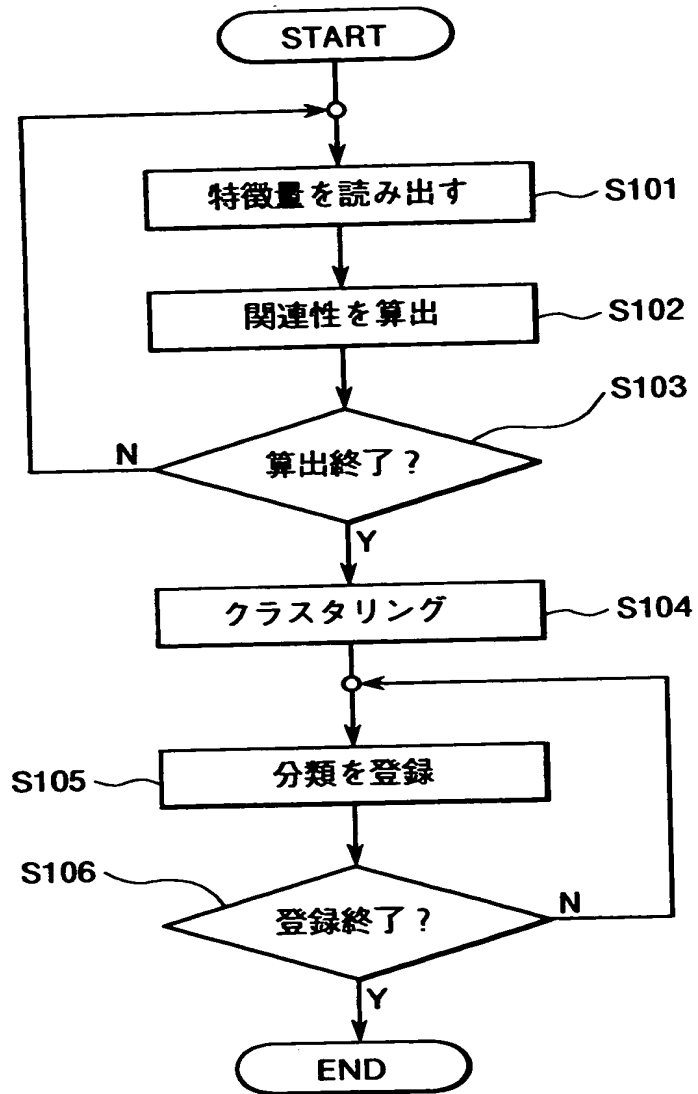 START
特徴量を読み出す
S101
関連性を算出
S102
S103
算出終了?
N
Y
クラスタリング
S104
分類を登録
S105
S106
登録終了?
N
Y
END